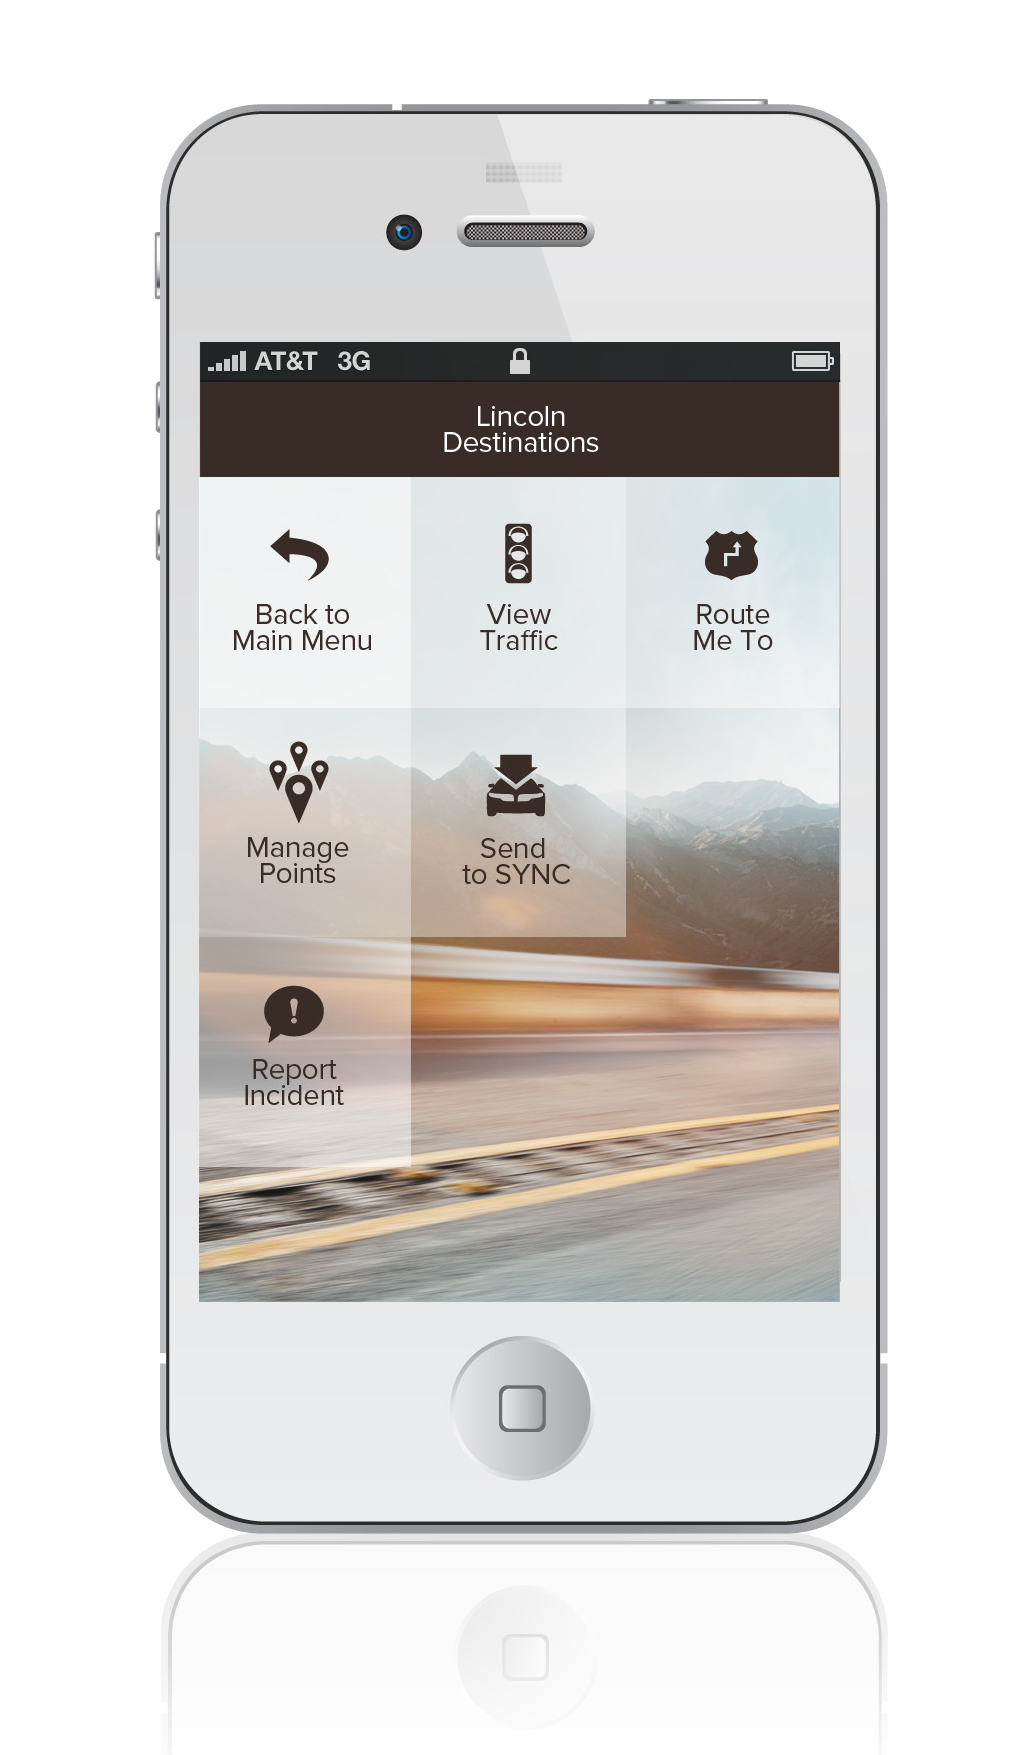 AT&T 3G
Lincoln
Destinations
Back to
Main Menu
View
Traffic
Route
Me To
Manage
Points
Send
to SYNC
Report
Incident